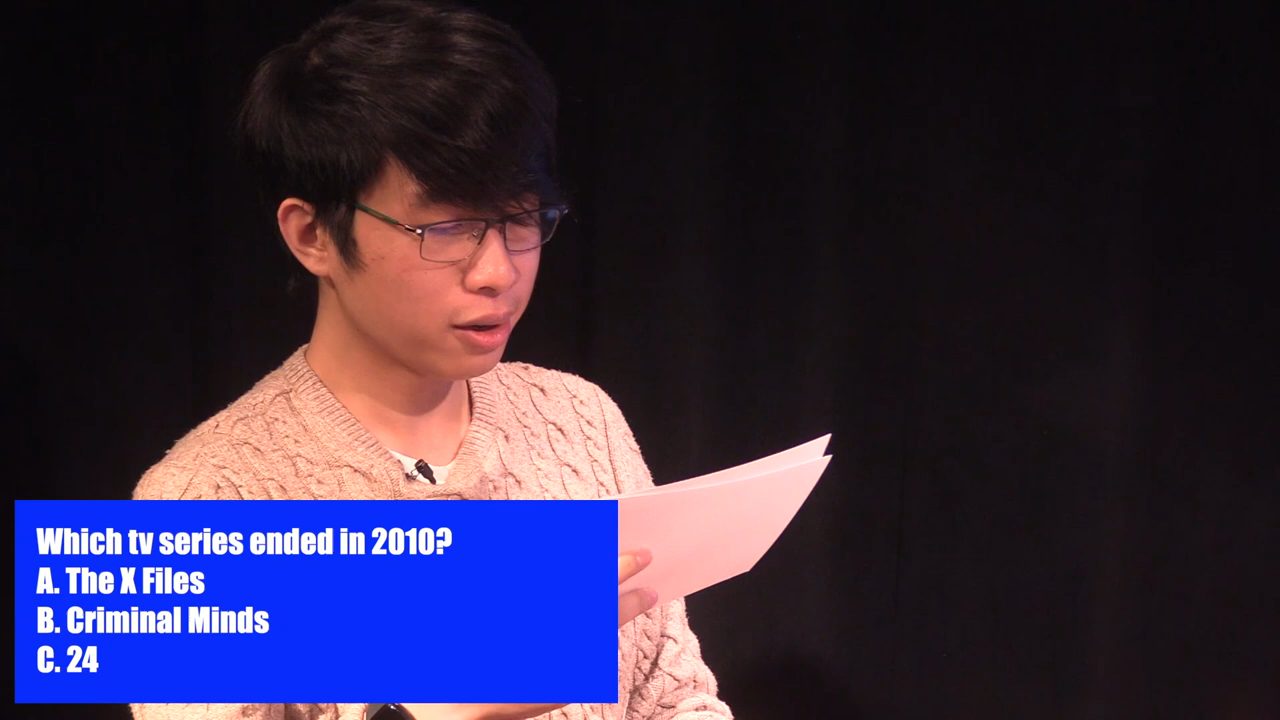 Which tv series ended in 2010?
A. The X Files
B. Criminal Minds
C. 24